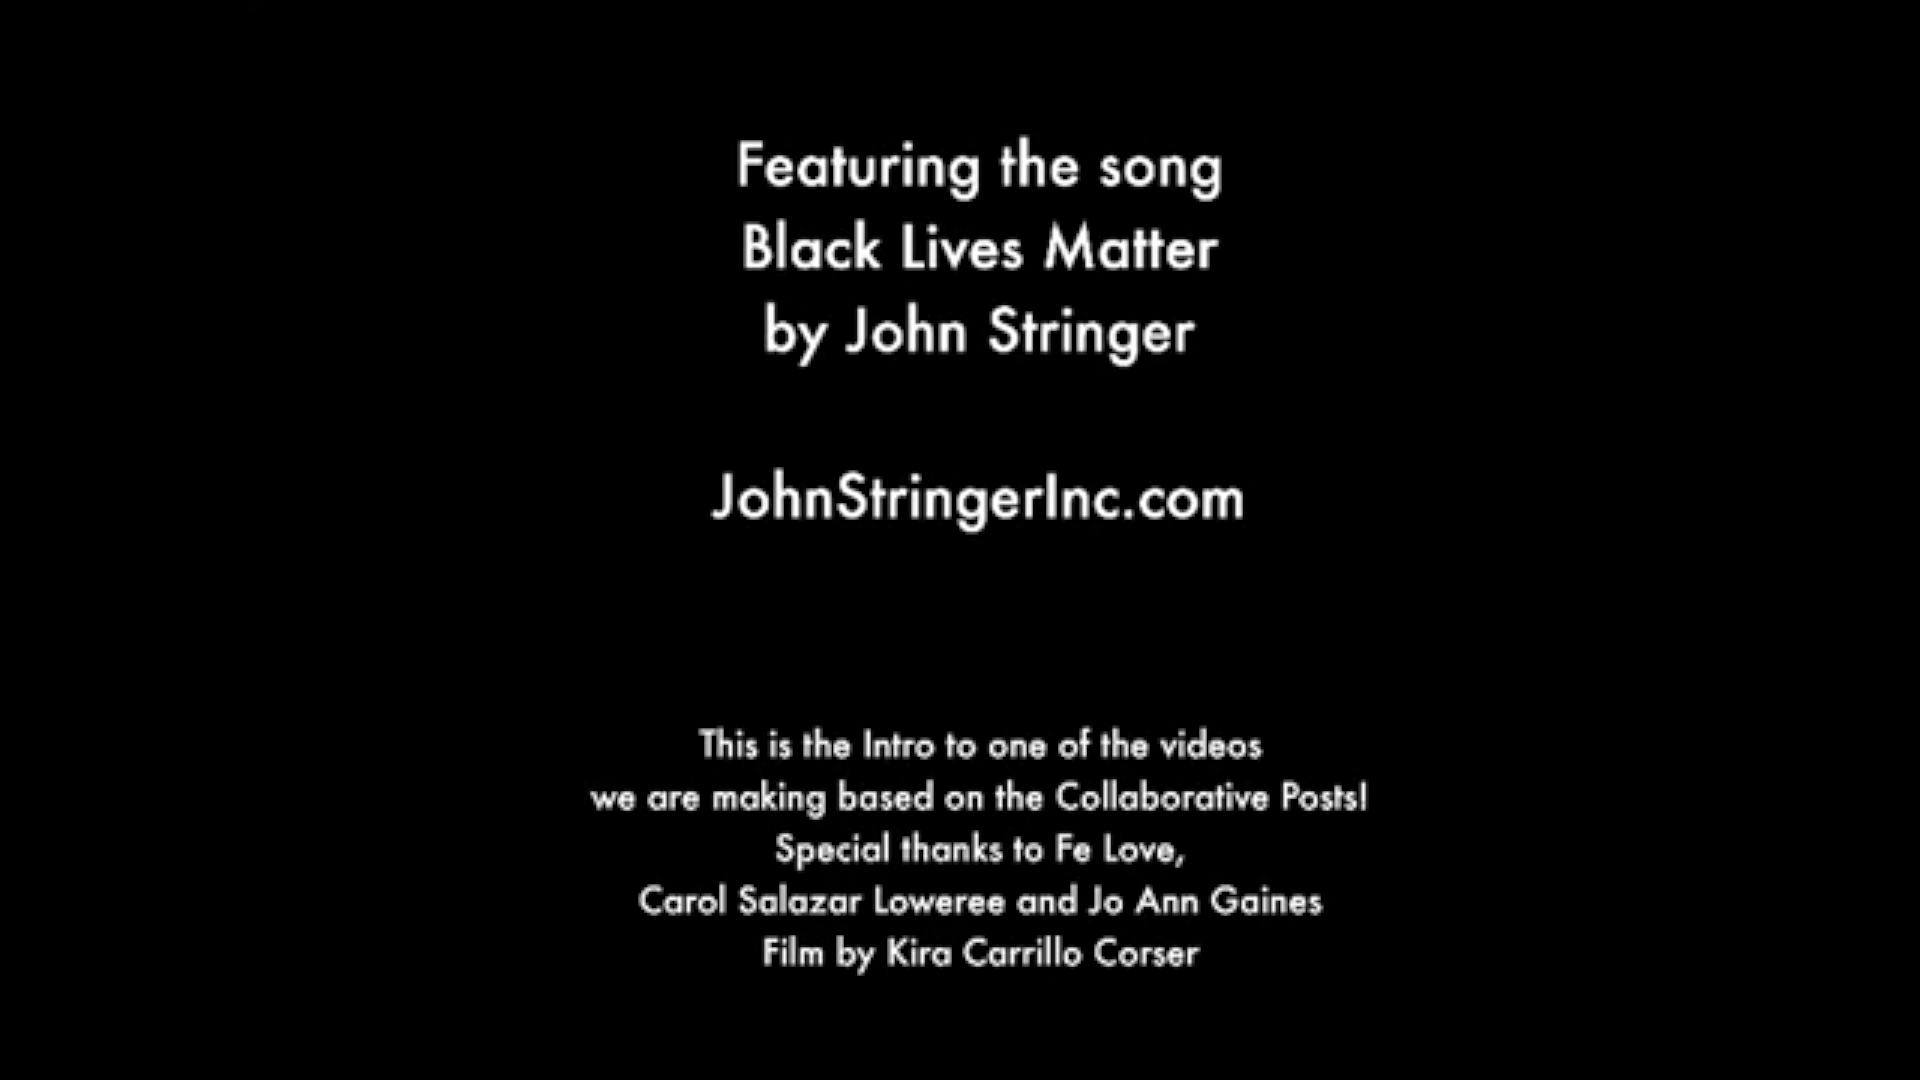 Featuring the song
Black Lives Matter
by John Stringer
JohnStringerInc.com
This is the Intro to one of the videos
we are making based on the Collaborative Posts!
Special thanks to Fe Love,
Carol Salazar Loweree and Jo Ann Gaines
Film by Kira Carrillo Corser